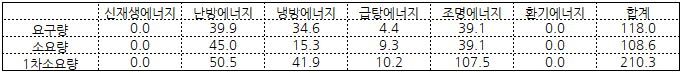 신재생에너지 난방에너지 냉방에너지 급탕에너지 조명에너지 환기에너지 합계
요구량 0.0 39.9 34.6 4.4 39.1 0.0 118.0
소요량 0.0 45.0 15.3 9.3 39.1 0.0 108.6
1차소요량 0.0 50.5 41.9 10.2 107.5 0.0 210.3